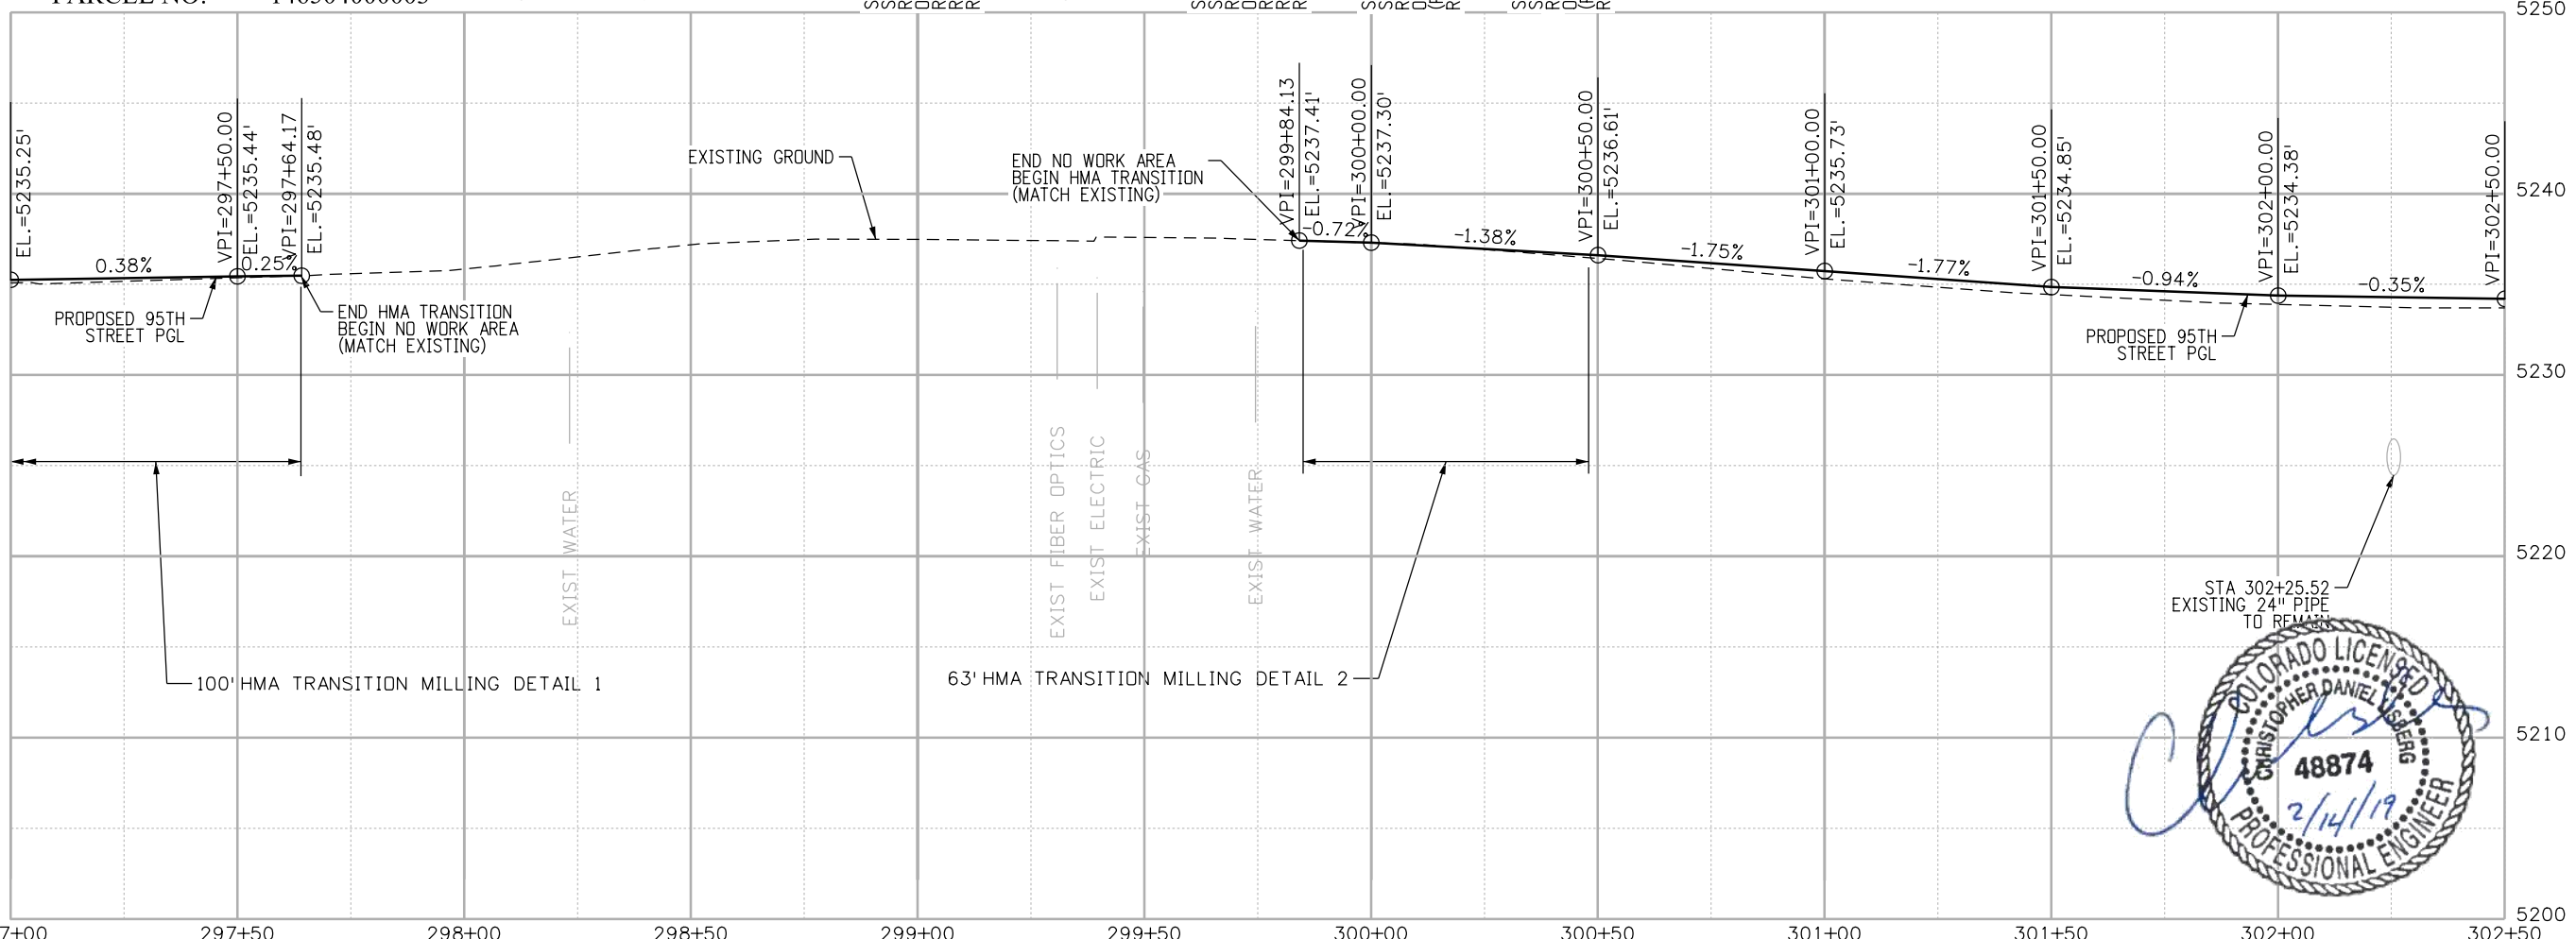 PARCEL NO.
5250
EL.=5235.25'
VPI=297+50.00
EL.=5235.44'
VPI=297+64.17
EL.=5235.48'
EXISTING GROUND
END NO WORK AREA
BEGIN HMA TRANSITION
(MATCH EXISTING)
VPI=299+84.13
EL.=5237.41'
VPI=300+00.00
EL.=5237.30'
VPI=300+50.00
EL.=5236.61'
VPI=301+00.00
EL.=5235.73'
VPI=301+50.00
EL.=5234.85'
VPI=302+00.00
EL.=5234.38'
VPI=302+50.00
5240
0.38%
0.25%
-0.72%
-1.38%
-1.75%
-1.77%
-0.94%
-0.35%
PROPOSED 95TH
STREET PGL
END HMA TRANSITION
BEGIN NO WORK AREA
(MATCH EXISTING)
PROPOSED 95TH
STREET PGL
5230
EXIST WATER
EXIST FIBER OPTICS
EXIST ELECTRIC
EXIST GAS
EXIST WATER
5220
STA 302+25.52
EXISTING 24" PIPE
TO REMAIN
100' HMA TRANSITION MILLING DETAIL 1
63' HMA TRANSITION MILLING DETAIL 2
COLORADO LICENSED
CHRISTOPHER DANIEL
48874
2/14/19
PROFESSIONAL ENGINEER
5210
5200
7+00
297+50
298+00
298+50
299+00
299+50
300+00
300+50
301+00
301+50
302+00
302+50